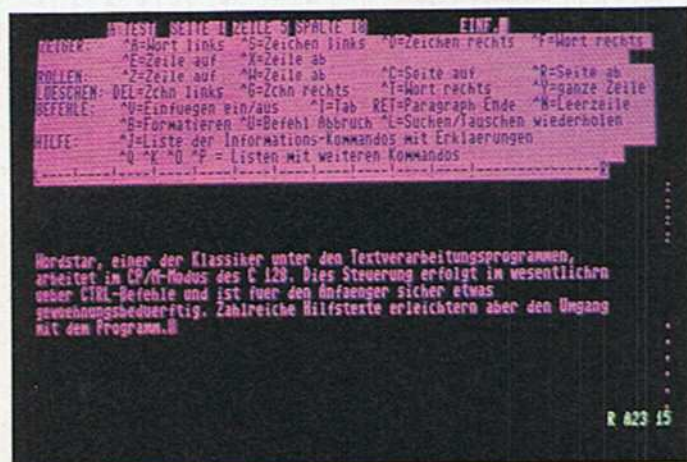 A:TEST SEITE 1 ZEILE 5 SPALTE 18 EINF.
ZEIGER: ^A=Wort links ^S=Zeichen links ^D=Zeichen rechts ^F=Wort rechts
^E=Zeile auf ^X=Zeile ab
ROLLEN: ^Z=Zeile auf ^W=Zeile ab ^C=Seite auf ^R=Seite ab
LOESCHEN: DEL=Zchn links ^G=Zchn rechts ^T=Wort rechts ^Y=ganze Zeile
BEFEHLE: ^V=Einfuegen ein/aus ^I=Tab RET=Paragraph Ende ^N=Leerzeile
^B=Formatieren ^U=Befehl Abbruch ^L=Suchen/Tauschen wiederholen
HILFE: ^J=Liste der Informations-Kommandos mit Erklaerungen
^Q ^K ^O ^P = Listen mit weiteren Kommandos
Wordstar, einer der Klassiker unter den Textverarbeitungsprogrammen,
arbeitet im CP/M-Modus des C 128. Dies Steuerung erfolgt im wesentlichrn
ueber CTRL-Befehle und ist fuer den Anfaenger sicher etwas
gewoehnungsbeduerftig. Zahlreiche Hilfstexte erleichtern aber den Umgang
mit dem Programm.
R A23 15